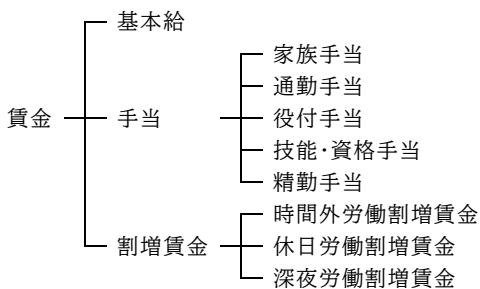 基本給
家族手当
通勤手当
賃金 手当 役付手当
技能・資格手当
精勤手当
時間外労働割増賃金
割増賃金 休日労働割増賃金
深夜労働割増賃金